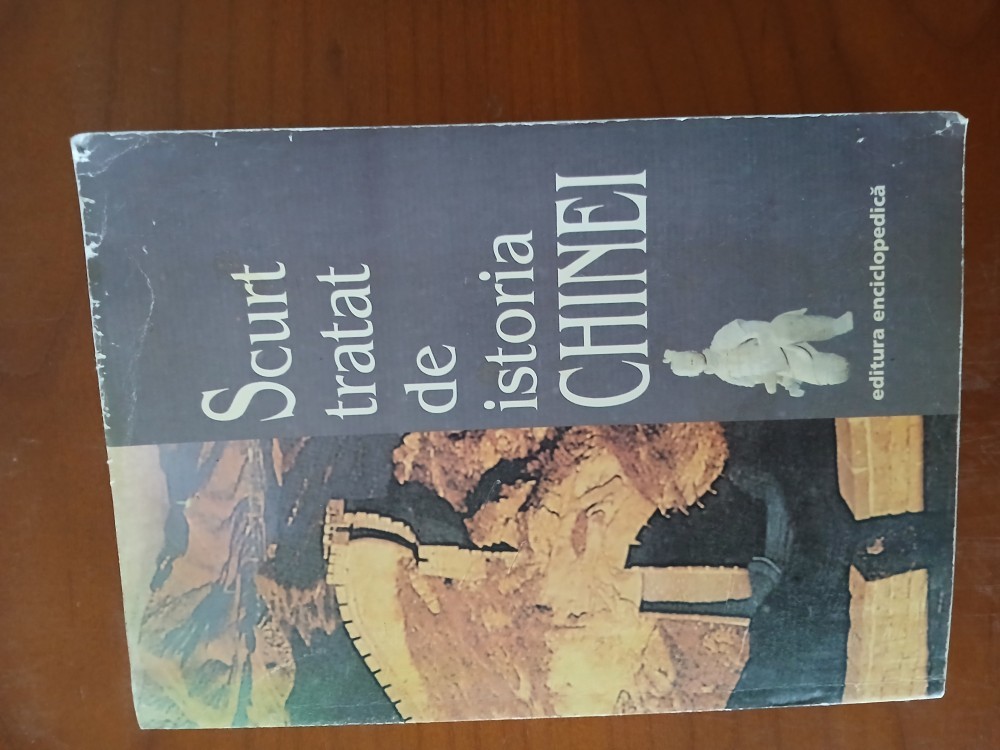 Scurt
tratat
de
istoria
CHINEI
editura enciclopedică